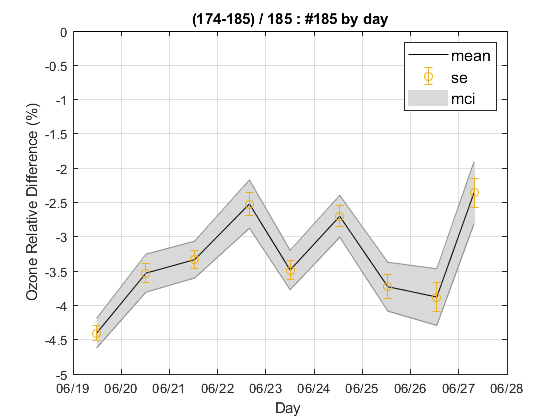 (174-185) / 185 : #185 by day
mean
se
mci
Ozone Relative Difference (%)
0
-0.5
-1
-1.5
-2
-2.5
-3
-3.5
-4
-4.5
-5
06/19 06/20 06/21 06/22 06/23 06/24 06/25 06/26 06/27 06/28
Day